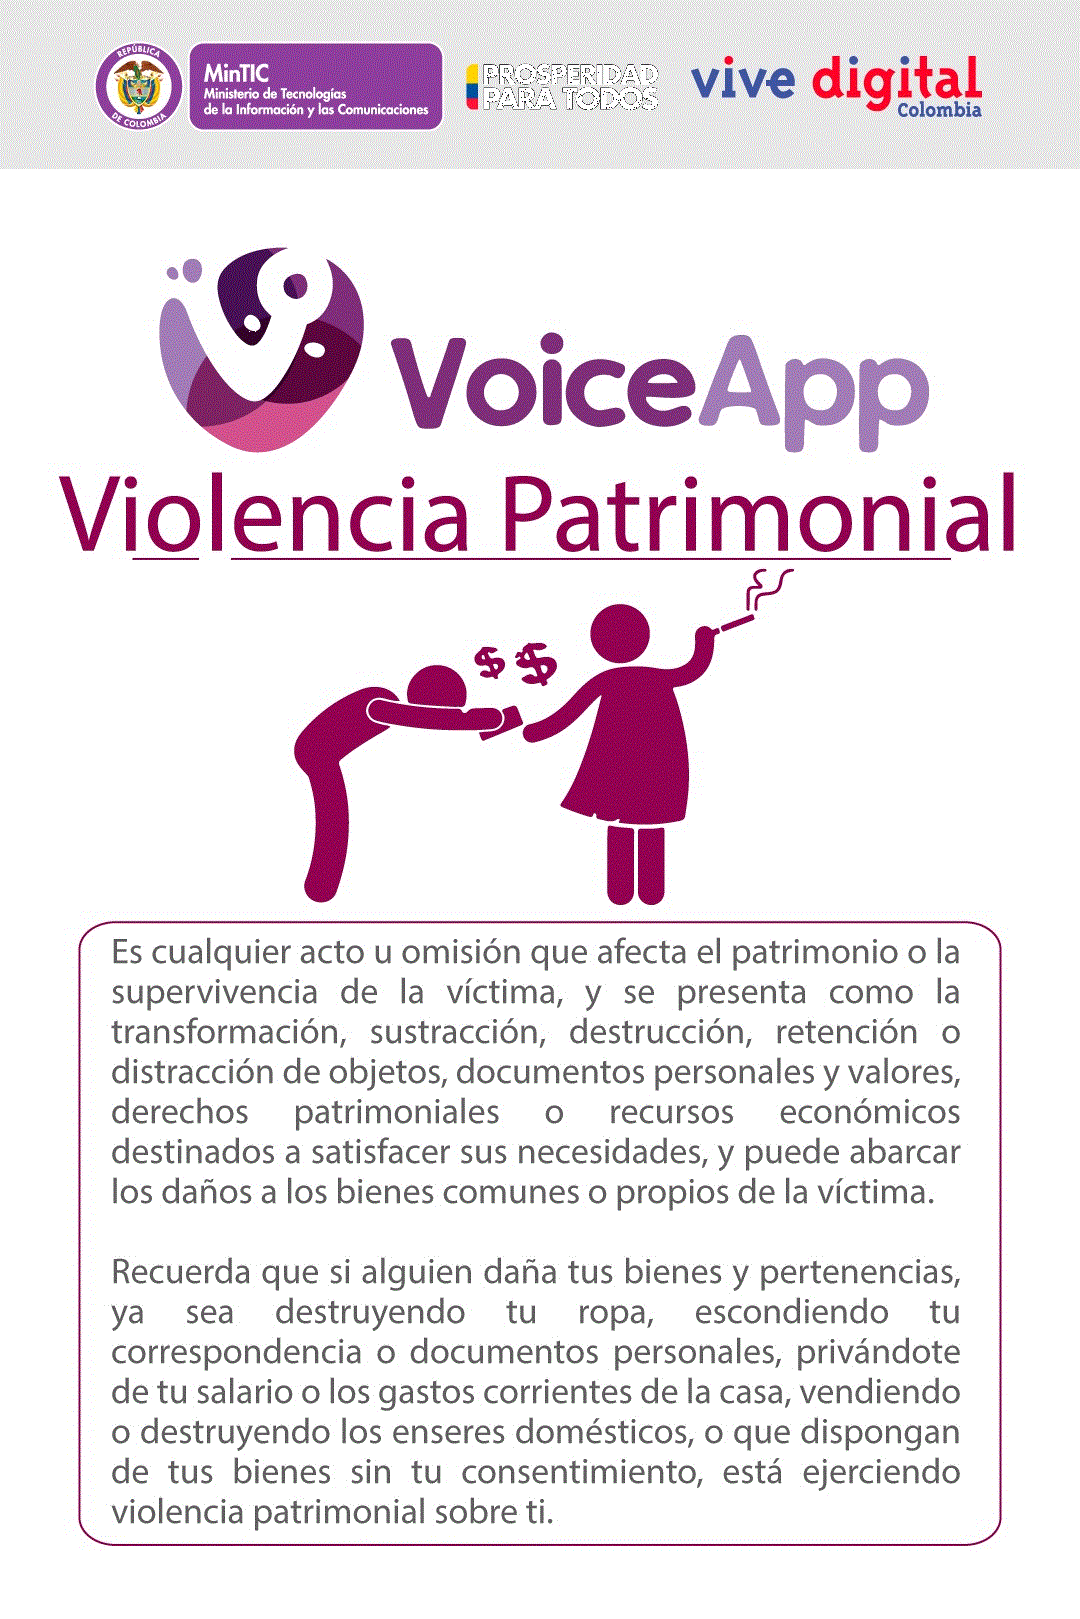 REPÚBLICA
DE COLOMBIA
MinTIC
Ministerio de Tecnologías
de la Información y las Comunicaciones
PROSPERIDAD
PARA TODOS
vive digital
Colombia
VoiceApp
Violencia Patrimonial
$ $
Es cualquier acto u omisión que afecta el patrimonio o la
supervivencia de la víctima, y se presenta como la
transformación, sustracción, destrucción, retención o
distracción de objetos, documentos personales y valores,
derechos patrimoniales o recursos económicos
destinados a satisfacer sus necesidades, y puede abarcar
los daños a los bienes comunes o propios de la víctima.
Recuerda que si alguien daña tus bienes y pertenencias,
ya sea destruyendo tu ropa, escondiendo tu
correspondencia o documentos personales, privándote
de tu salario o los gastos corrientes de la casa, vendiendo
o destruyendo los enseres domésticos, o que dispongan
de tus bienes sin tu consentimiento, está ejerciendo
violencia patrimonial sobre ti.